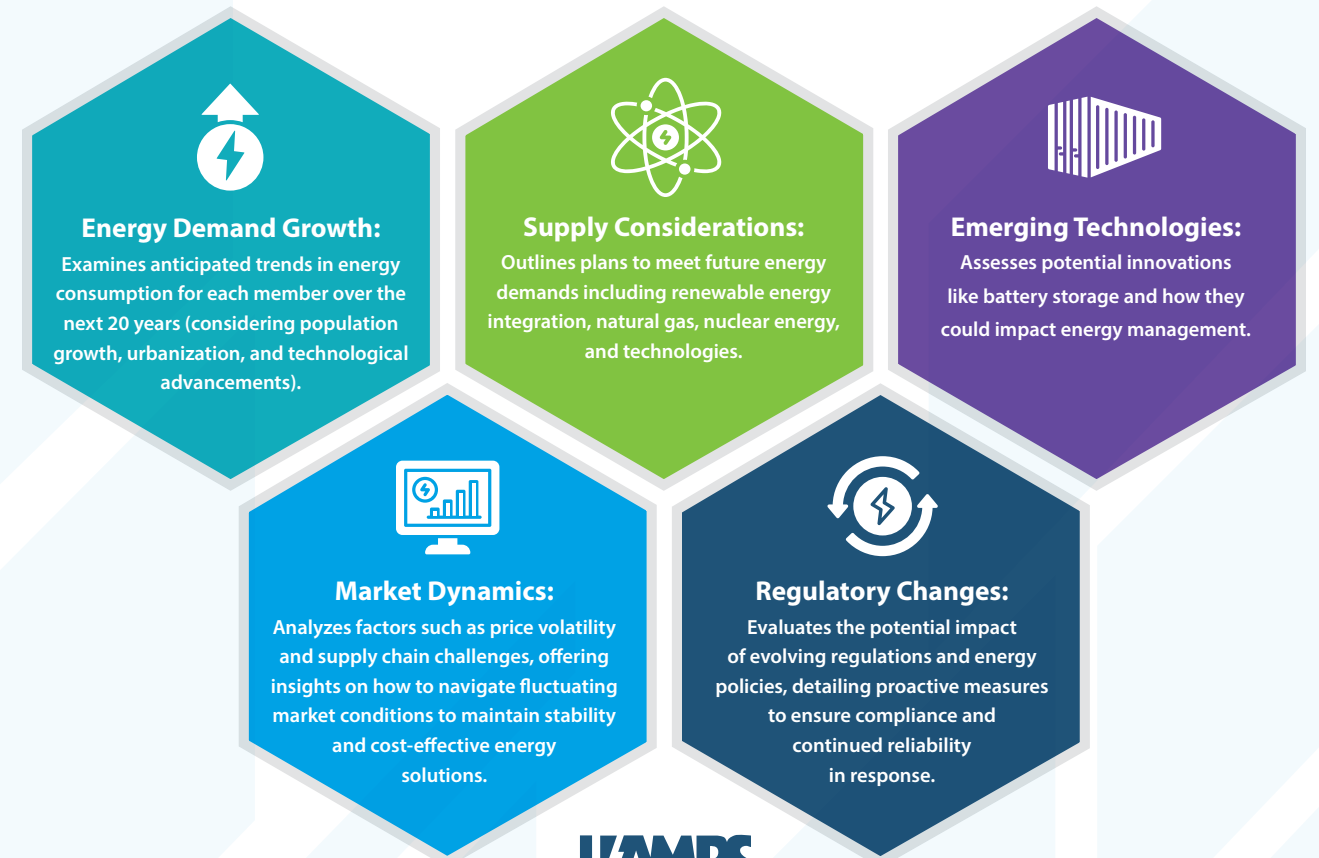 Energy Demand Growth:
Examines anticipated trends in energy
consumption for each member over the
next 20 years (considering population
growth, urbanization, and technological
advancements).
Supply Considerations:
Outlines plans to meet future energy
demands including renewable energy
integration, natural gas, nuclear energy,
and technologies.
Emerging Technologies:
Assesses potential innovations
like battery storage and how they
could impact energy management.
Market Dynamics:
Analyzes factors such as price volatility
and supply chain challenges, offering
insights on how to navigate fluctuating
market conditions to maintain stability
and cost-effective energy
solutions.
Regulatory Changes:
Evaluates the potential impact
of evolving regulations and energy
policies, detailing proactive measures
to ensure compliance and
continued reliability
in response.
UAMPS